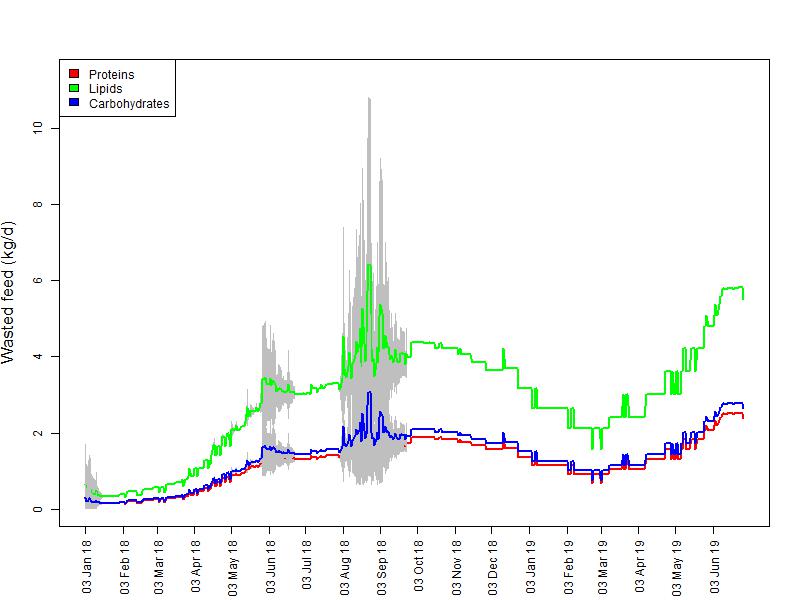 Proteins
Lipids
Carbohydrates
Wasted feed (kg/d)
10
8
6
4
2
0
03 Jan 18
03 Feb 18
03 Mar 18
03 Apr 18
03 May 18
03 Jun 18
03 Jul 18
03 Aug 18
03 Sep 18
03 Oct 18
03 Nov 18
03 Dec 18
03 Jan 19
03 Feb 19
03 Mar 19
03 Apr 19
03 May 19
03 Jun 19